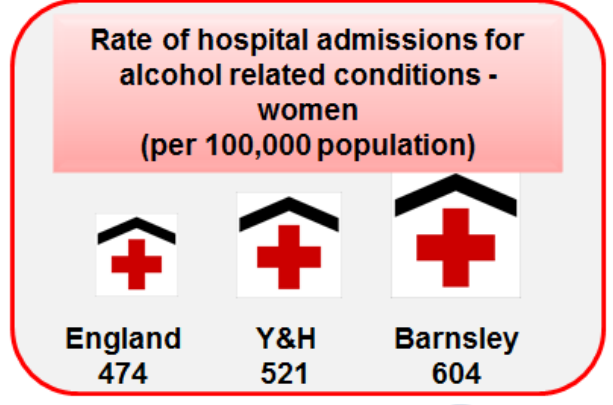 Rate of hospital admissions for
alcohol related conditions -
women
(per 100,000 population)
England Y&H Barnsley
474 521 604